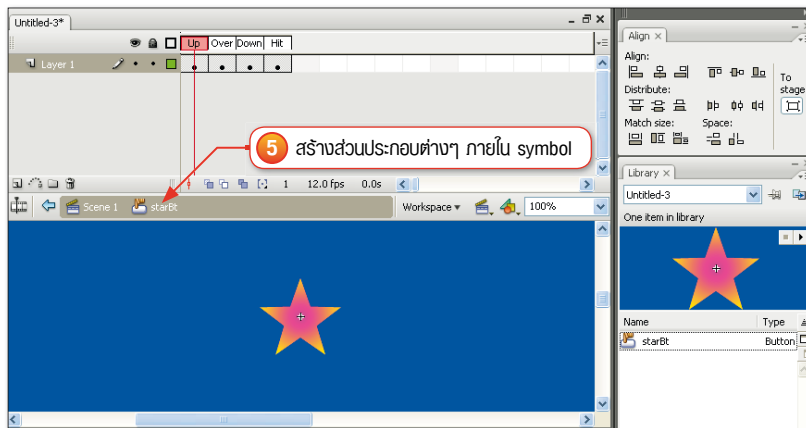 Untitled-3*
Up Over Down Hit
Layer 1
5 สร้างส่วนประกอบต่างๆ ภายใน symbol
1 12.0 fps 0.0s
Scene 1 starBt Workspace 100%
Align
Align:
To stage
Distribute:
Match size: Space:
Library
Untitled-3
One item in library
Name Type
starBt Button